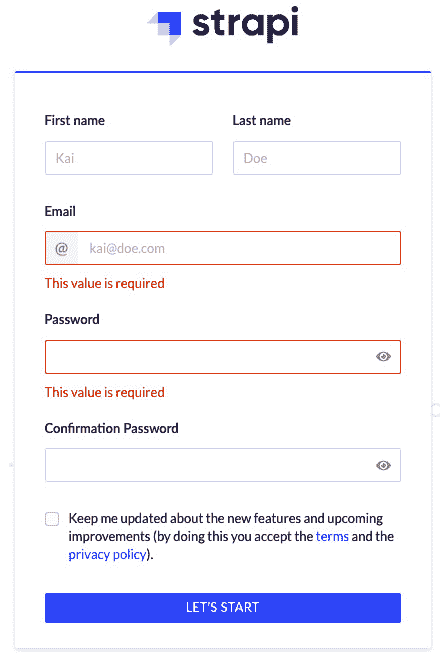 strapi
First name Last name
Kai Doe
Email
@ kai@doe.com
This value is required
Password
This value is required
Confirmation Password
Keep me updated about the new features and upcoming
improvements (by doing this you accept the terms and the
privacy policy).
LET'S START